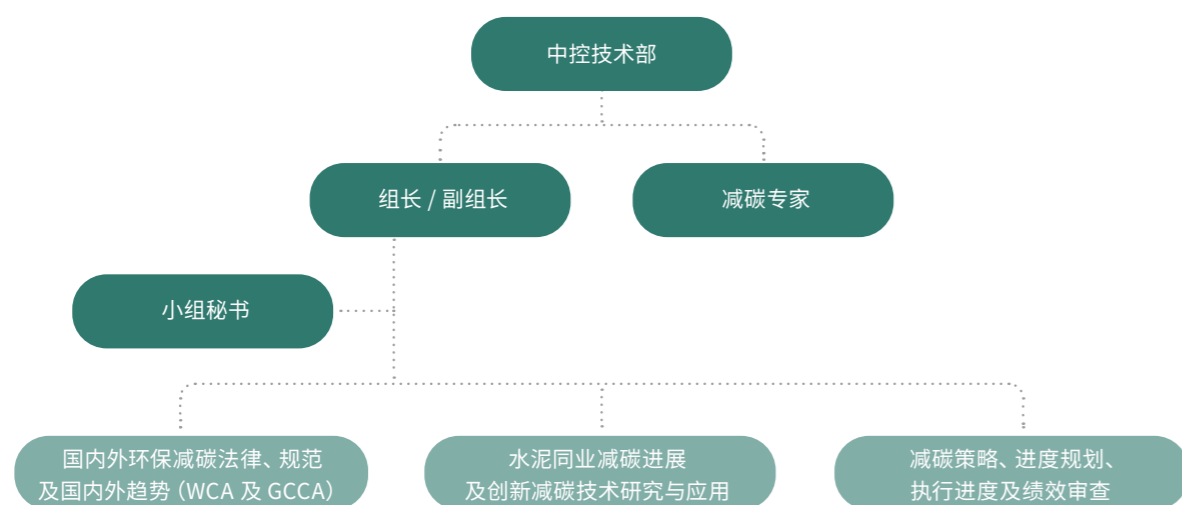 中控技术部
组长 / 副组长
减碳专家
小组秘书
国内外环保减碳法律、规范
及国内外趋势（WCA 及 GCCA）
水泥同业减碳进展
及创新减碳技术研究与应用
减碳策略、进度规划、
执行进度及绩效审查